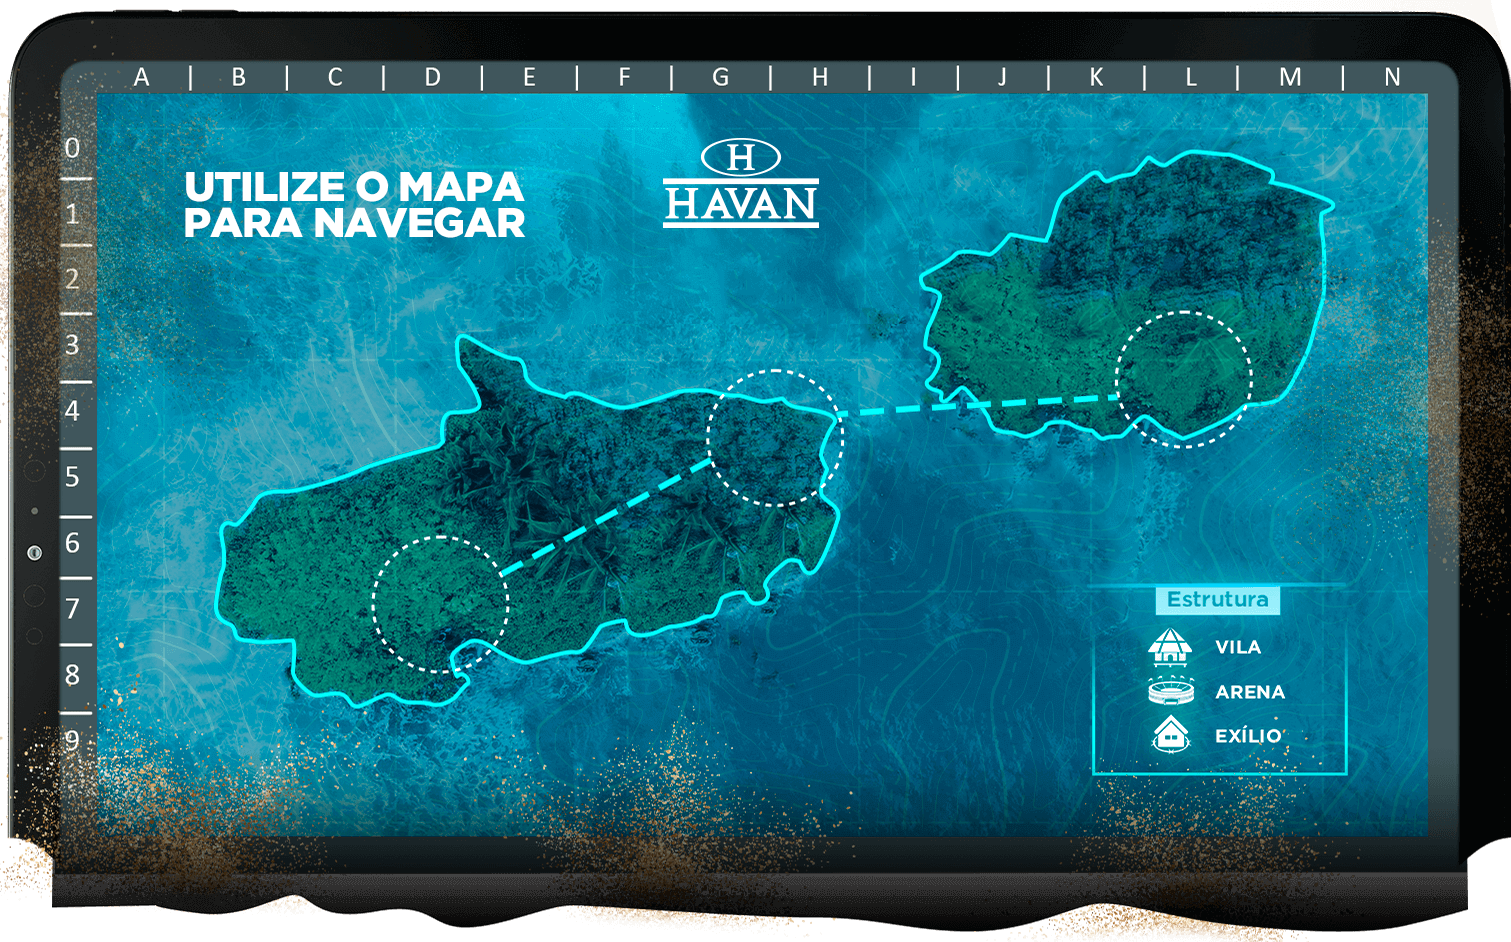 A | B | C | D | E | F | G | H | I | J | K | L | M | N
0
1
2
3
4
5
6
7
8
9
UTILIZE O MAPA
PARA NAVEGAR
H
HAVAN
Estrutura
VILA
ARENA
EXÍLIO